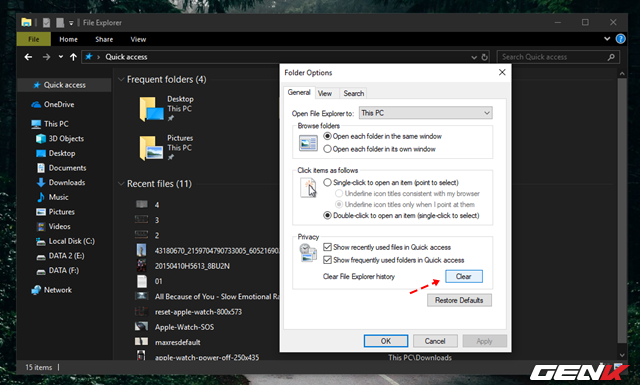 File Explorer
File Home Share View
Quick access
Search Quick access
Quick access
OneDrive
This PC
3D Objects
Desktop
Documents
Downloads
Music
Pictures
Videos
Local Disk (C:)
DATA 2 (E:)
DATA (F:)
Network
15 items
Frequent folders (4)
Desktop
This PC
Pictures
This PC
Recent files (11)
4
3
2
43180670_2159704790733005_60521690
20150410H5613_8BU2N
01
All Because of You - Slow Emotional Ra
reset-apple-watch-800x573
Apple-Watch-SOS
maxresdefault
apple-watch-power-off-250x435
This PC\Downloads
Folder Options
General View Search
Open File Explorer to: This PC
Browse folders
Open each folder in the same window
Open each folder in its own window
Click items as follows
Single-click to open an item (point to select)
Underline icon titles consistent with my browser
Underline icon titles only when I point at them
Double-click to open an item (single-click to select)
Privacy
Show recently used files in Quick access
Show frequently used folders in Quick access
Clear File Explorer history Clear
Restore Defaults
OK Cancel Apply
GENK